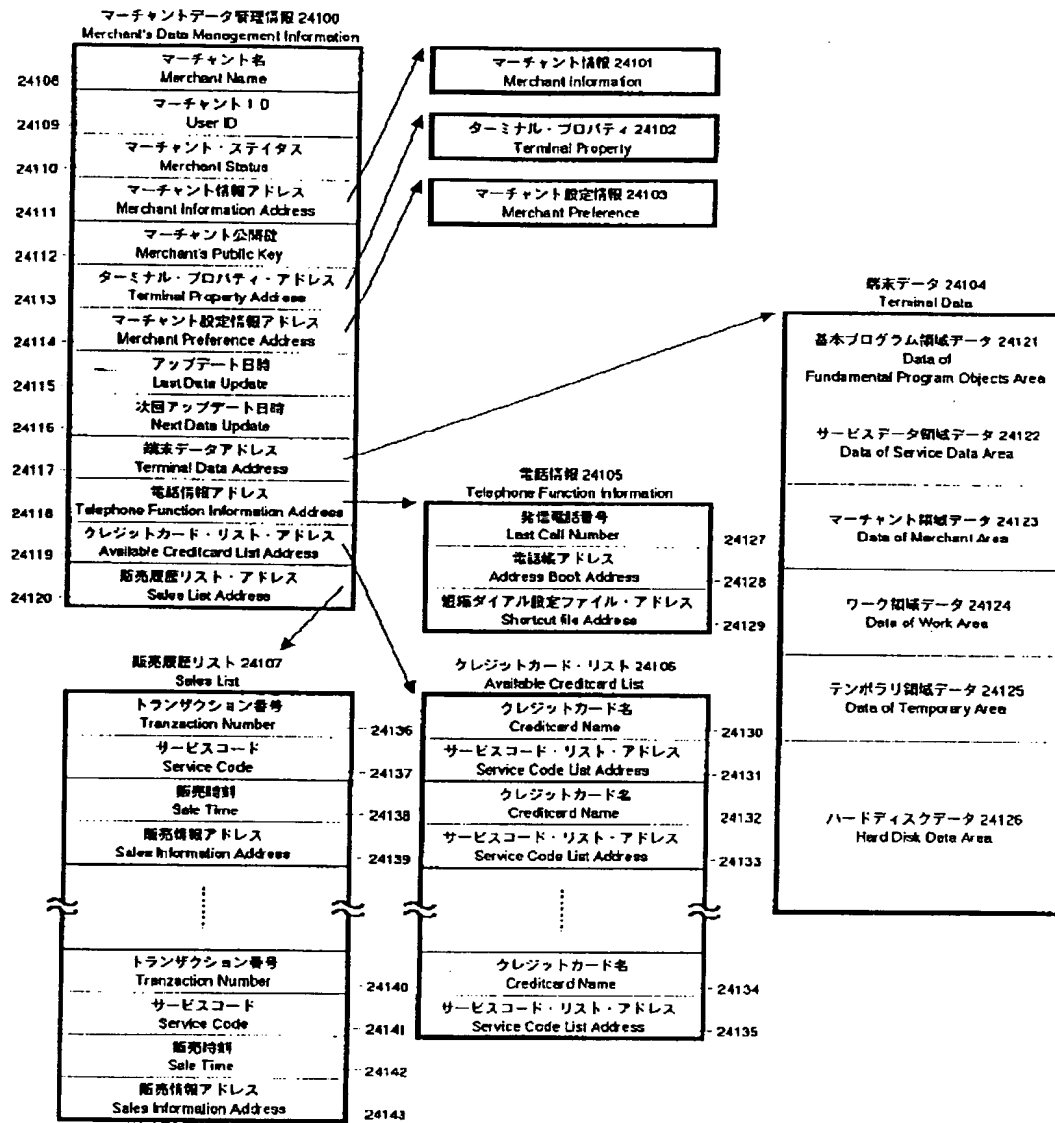 マーチャントデータ管理情報 24100
Merchant's Data Management Information
マーチャント名
Merchant Name
24108
マーチャントID
User ID
24109
マーチャント・ステイタス
Merchant Status
24110
マーチャント情報アドレス
Merchant Information Address
24111
マーチャント公開鍵
Merchant's Public Key
24112
ターミナル・プロパティ・アドレス
Terminal Property Address
24113
マーチャント設定情報アドレス
Merchant Preference Address
24114
アップデート日時
Last Data Update
24115
次回アップデート日時
Next Data Update
24116
端末データアドレス
Terminal Data Address
24117
電話情報アドレス
Telephone Function Information Address
24118
クレジットカード・リスト・アドレス
Available Creditcard List Address
24119
販売履歴リスト・アドレス
Sales List Address
24120
マーチャント情報 24101
Merchant Information
ターミナル・プロパティ 24102
Terminal Property
マーチャント設定情報 24103
Merchant Preference
端末データ 24104
Terminal Data
基本プログラム領域データ 24121
Data of
Fundamental Program Objects Area
サービスデータ領域データ 24122
Data of Service Data Area
マーチャント領域データ 24123
Data of Merchant Area
ワーク領域データ 24124
Data of Work Area
テンポラリ領域データ 24125
Data of Temporary Area
ハードディスクデータ 24126
Hard Disk Data Area
電話情報 24105
Telephone Function Information
発信電話番号
Last Call Number
24127
電話帳アドレス
Address Boot Address
24128
短縮ダイアル設定ファイル・アドレス
Shortcut file Address
24129
販売履歴リスト 24107
Sales List
トランザクション番号
Tranzaction Number
24136
サービスコード
Service Code
24137
販売時刻
Sale Time
24138
販売情報アドレス
Sales Information Address
24139
トランザクション番号
Tranzaction Number
24140
サービスコード
Service Code
24141
販売時刻
Sale Time
24142
販売情報アドレス
Sales Information Address
24143
クレジットカード・リスト 24106
Available Creditcard List
クレジットカード名
Creditcard Name
24130
サービスコード・リスト・アドレス
Service Code List Address
24131
クレジットカード名
Creditcard Name
24132
サービスコード・リスト・アドレス
Service Code List Address
24133
クレジットカード名
Creditcard Name
24134
サービスコード・リスト・アドレス
Service Code List Address
24135